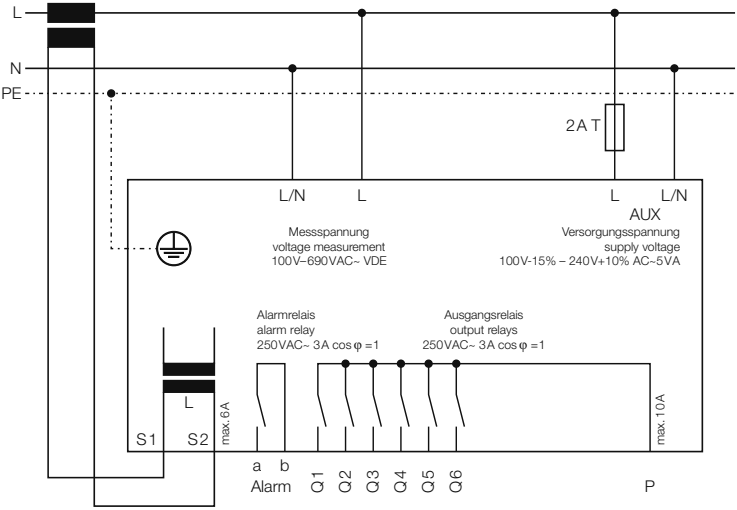 L
N
PE
2A T
L/N
L
L
L/N
AUX
Messspannung
voltage measurement
100V–690VAC~ VDE
Versorgungsspannung
supply voltage
100V-15% – 240V+10% AC~5VA
Alarmrelais
alarm relay
250VAC~ 3A cos φ =1
Ausgangsrelais
output relays
250VAC~ 3A cos φ =1
L
S1
S2
max. 6A
max. 10A
a
b
Alarm
Q1
Q2
Q3
Q4
Q5
Q6
P